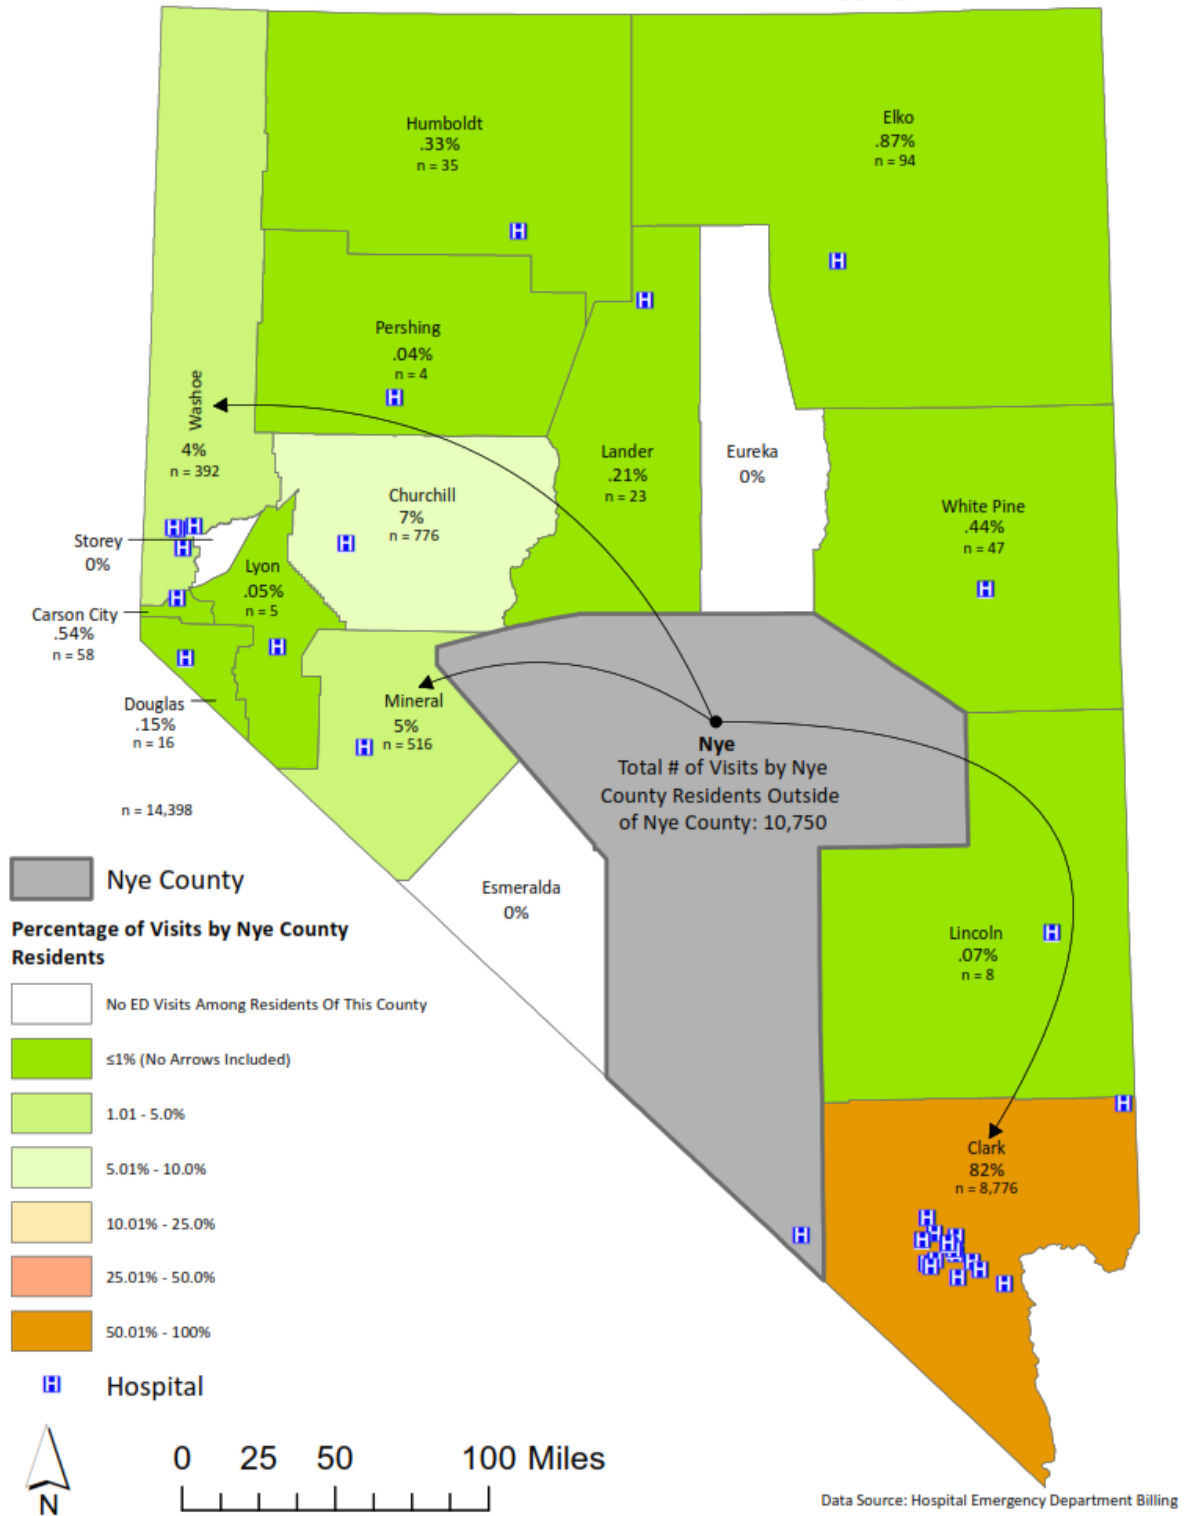 Humboldt
.33%
n = 35
Elko
.87%
n = 94
Pershing
.04%
n = 4
Washoe
4%
n = 392
Lander
.21%
n = 23
Eureka
0%
Churchill
7%
n = 776
White Pine
.44%
n = 47
Storey
0%
Lyon
.05%
n = 5
Carson City
.54%
n = 58
Douglas
.15%
n = 16
Mineral
5%
n = 516
Nye
Total # of Visits by Nye
County Residents Outside
of Nye County: 10,750
n = 14,398
Esmeralda
0%
Lincoln
.07%
n = 8
Clark
82%
n = 8,776
Nye County
Percentage of Visits by Nye County
Residents
No ED Visits Among Residents Of This County
≤1% (No Arrows Included)
1.01 - 5.0%
5.01% - 10.0%
10.01% - 25.0%
25.01% - 50.0%
50.01% - 100%
H Hospital
N
0 25 50 100 Miles
Data Source: Hospital Emergency Department Billing